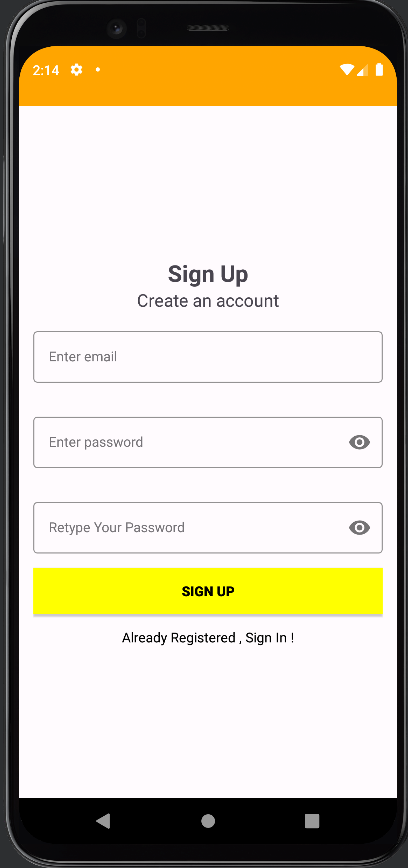 2:14
Sign Up
Create an account
Enter email
Enter password
Retype Your Password
SIGN UP
Already Registered , Sign In !